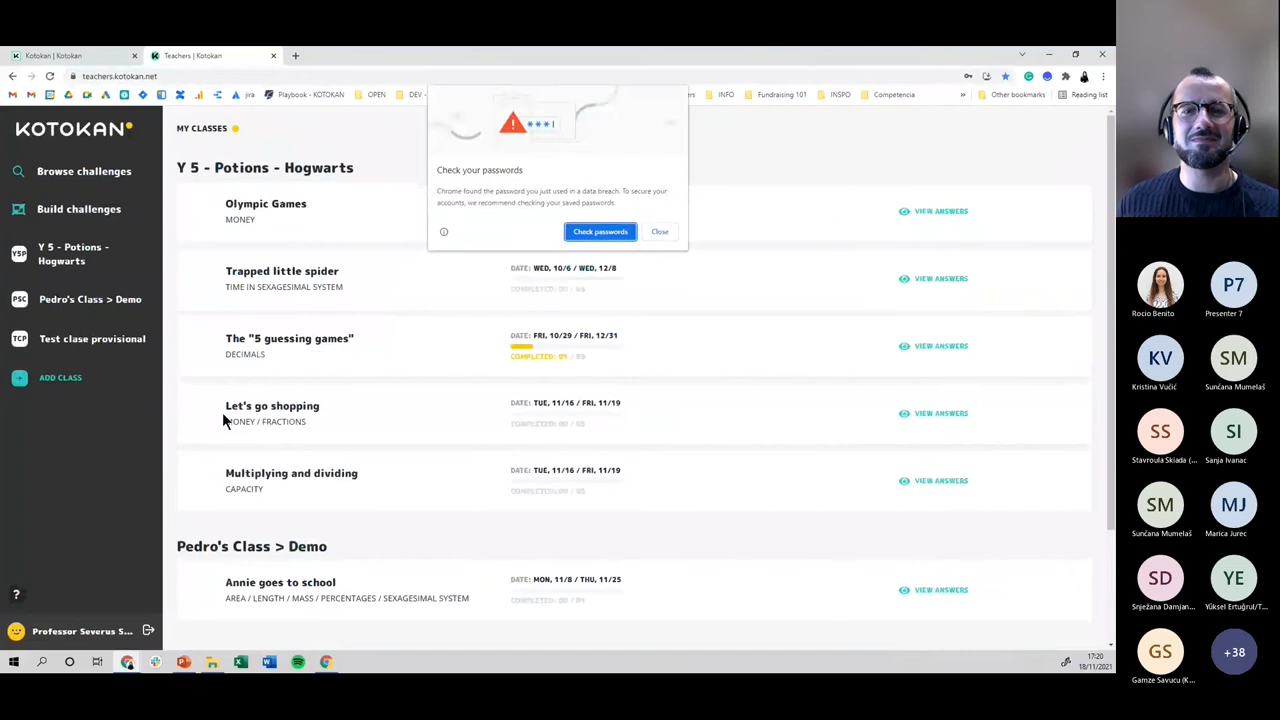 Kotokan | Kotokan
Teachers | Kotokan
teachers.kotokan.net
jira
Playbook - KOTOKAN
OPEN
DEV -
ers
INFO
Fundraising 101
INSPO
Competencia
»
Other bookmarks
Reading list
KOTOKAN
Browse challenges
Build challenges
Y5P
Y 5 - Potions -
Hogwarts
PSC
Pedro's Class > Demo
TCP
Test clase provisional
ADD CLASS
?
Professor Severus S...
MY CLASSES
Y 5 - Potions - Hogwarts
Olympic Games
MONEY
VIEW ANSWERS
Trapped little spider
TIME IN SEXAGESIMAL SYSTEM
DATE: WED, 10/6 / WED, 12/8
VIEW ANSWERS
The "5 guessing games"
DECIMALS
DATE: FRI, 10/29 / FRI, 12/31
VIEW ANSWERS
Let's go shopping
MONEY / FRACTIONS
DATE: TUE, 11/16 / FRI, 11/19
VIEW ANSWERS
Multiplying and dividing
CAPACITY
DATE: TUE, 11/16 / FRI, 11/19
VIEW ANSWERS
Pedro's Class > Demo
Annie goes to school
AREA / LENGTH / MASS / PERCENTAGES / SEXAGESIMAL SYSTEM
DATE: MON, 11/8 / THU, 11/25
VIEW ANSWERS
***|
Check your passwords
Chrome found the password you just used in a data breach. To secure your
accounts, we recommend checking your saved passwords.
Check passwords
Close
17:20
18/11/2021
Rocio Benito
P7
Presenter 7
KV
Kristina Vučić
SM
Sunčana Mumelaš
SS
Stavroula Skiada (...
SI
Sanja Ivanac
SM
Sunčana Mumelaš
MJ
Marica Jurec
SD
Snježana Damjan...
YE
Yüksel Ertuğrul/T...
GS
Gamze Savucu (K...
+38